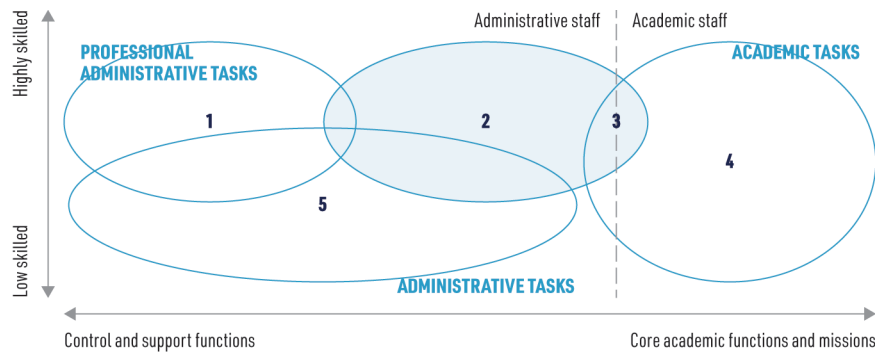 Highly skilled
Administrative staff
Academic staff
PROFESSIONAL
ADMINISTRATIVE TASKS
ACADEMIC TASKS
1
2
3
4
5
Low skilled
ADMINISTRATIVE TASKS
Control and support functions
Core academic functions and missions